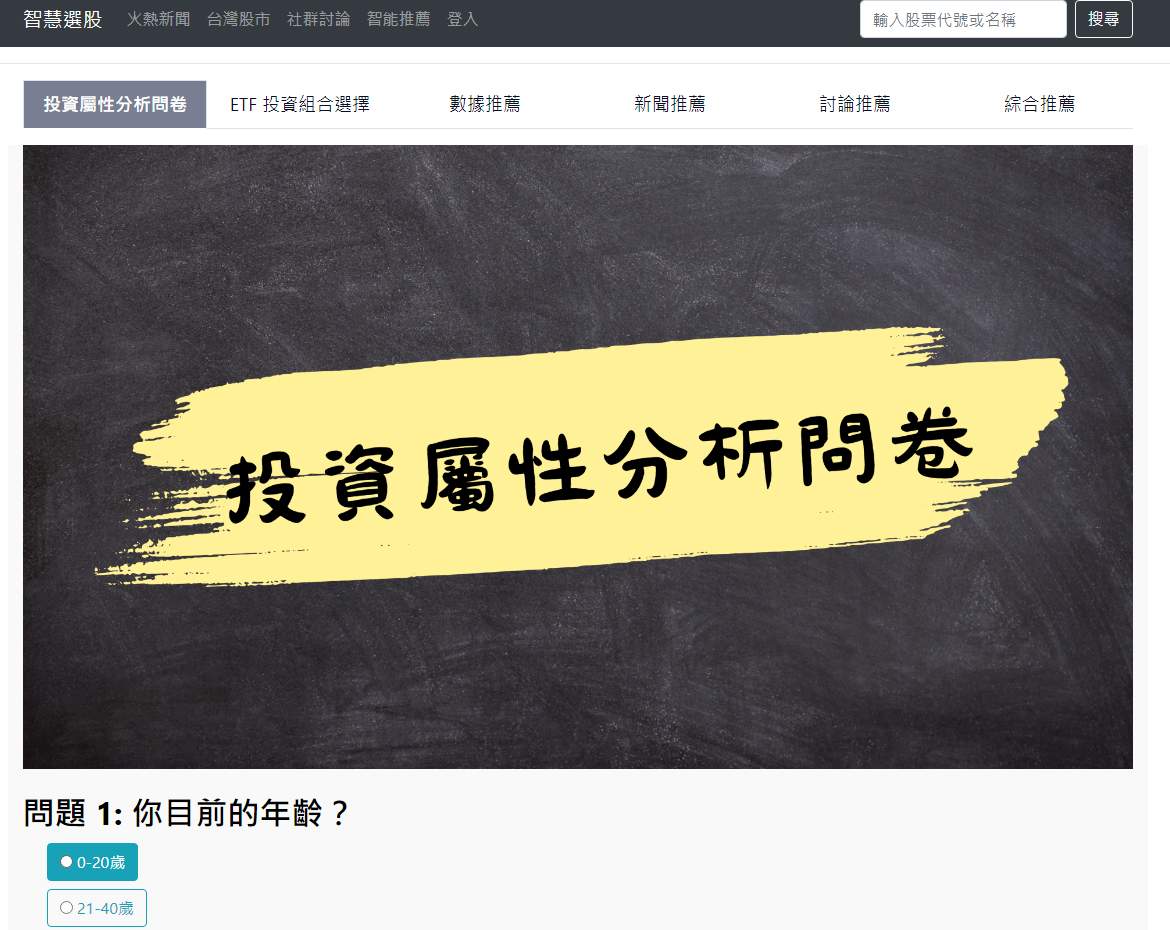 智慧選股 火熱新聞 台灣股市 社群討論 智能推薦 登入 輸入股票代號或名稱 搜尋
投資屬性分析問卷 ETF 投資組合選擇 數據推薦 新聞推薦 討論推薦 綜合推薦
投資屬性分析問卷
問題 1: 你目前的年齡？
0-20歲
21-40歲